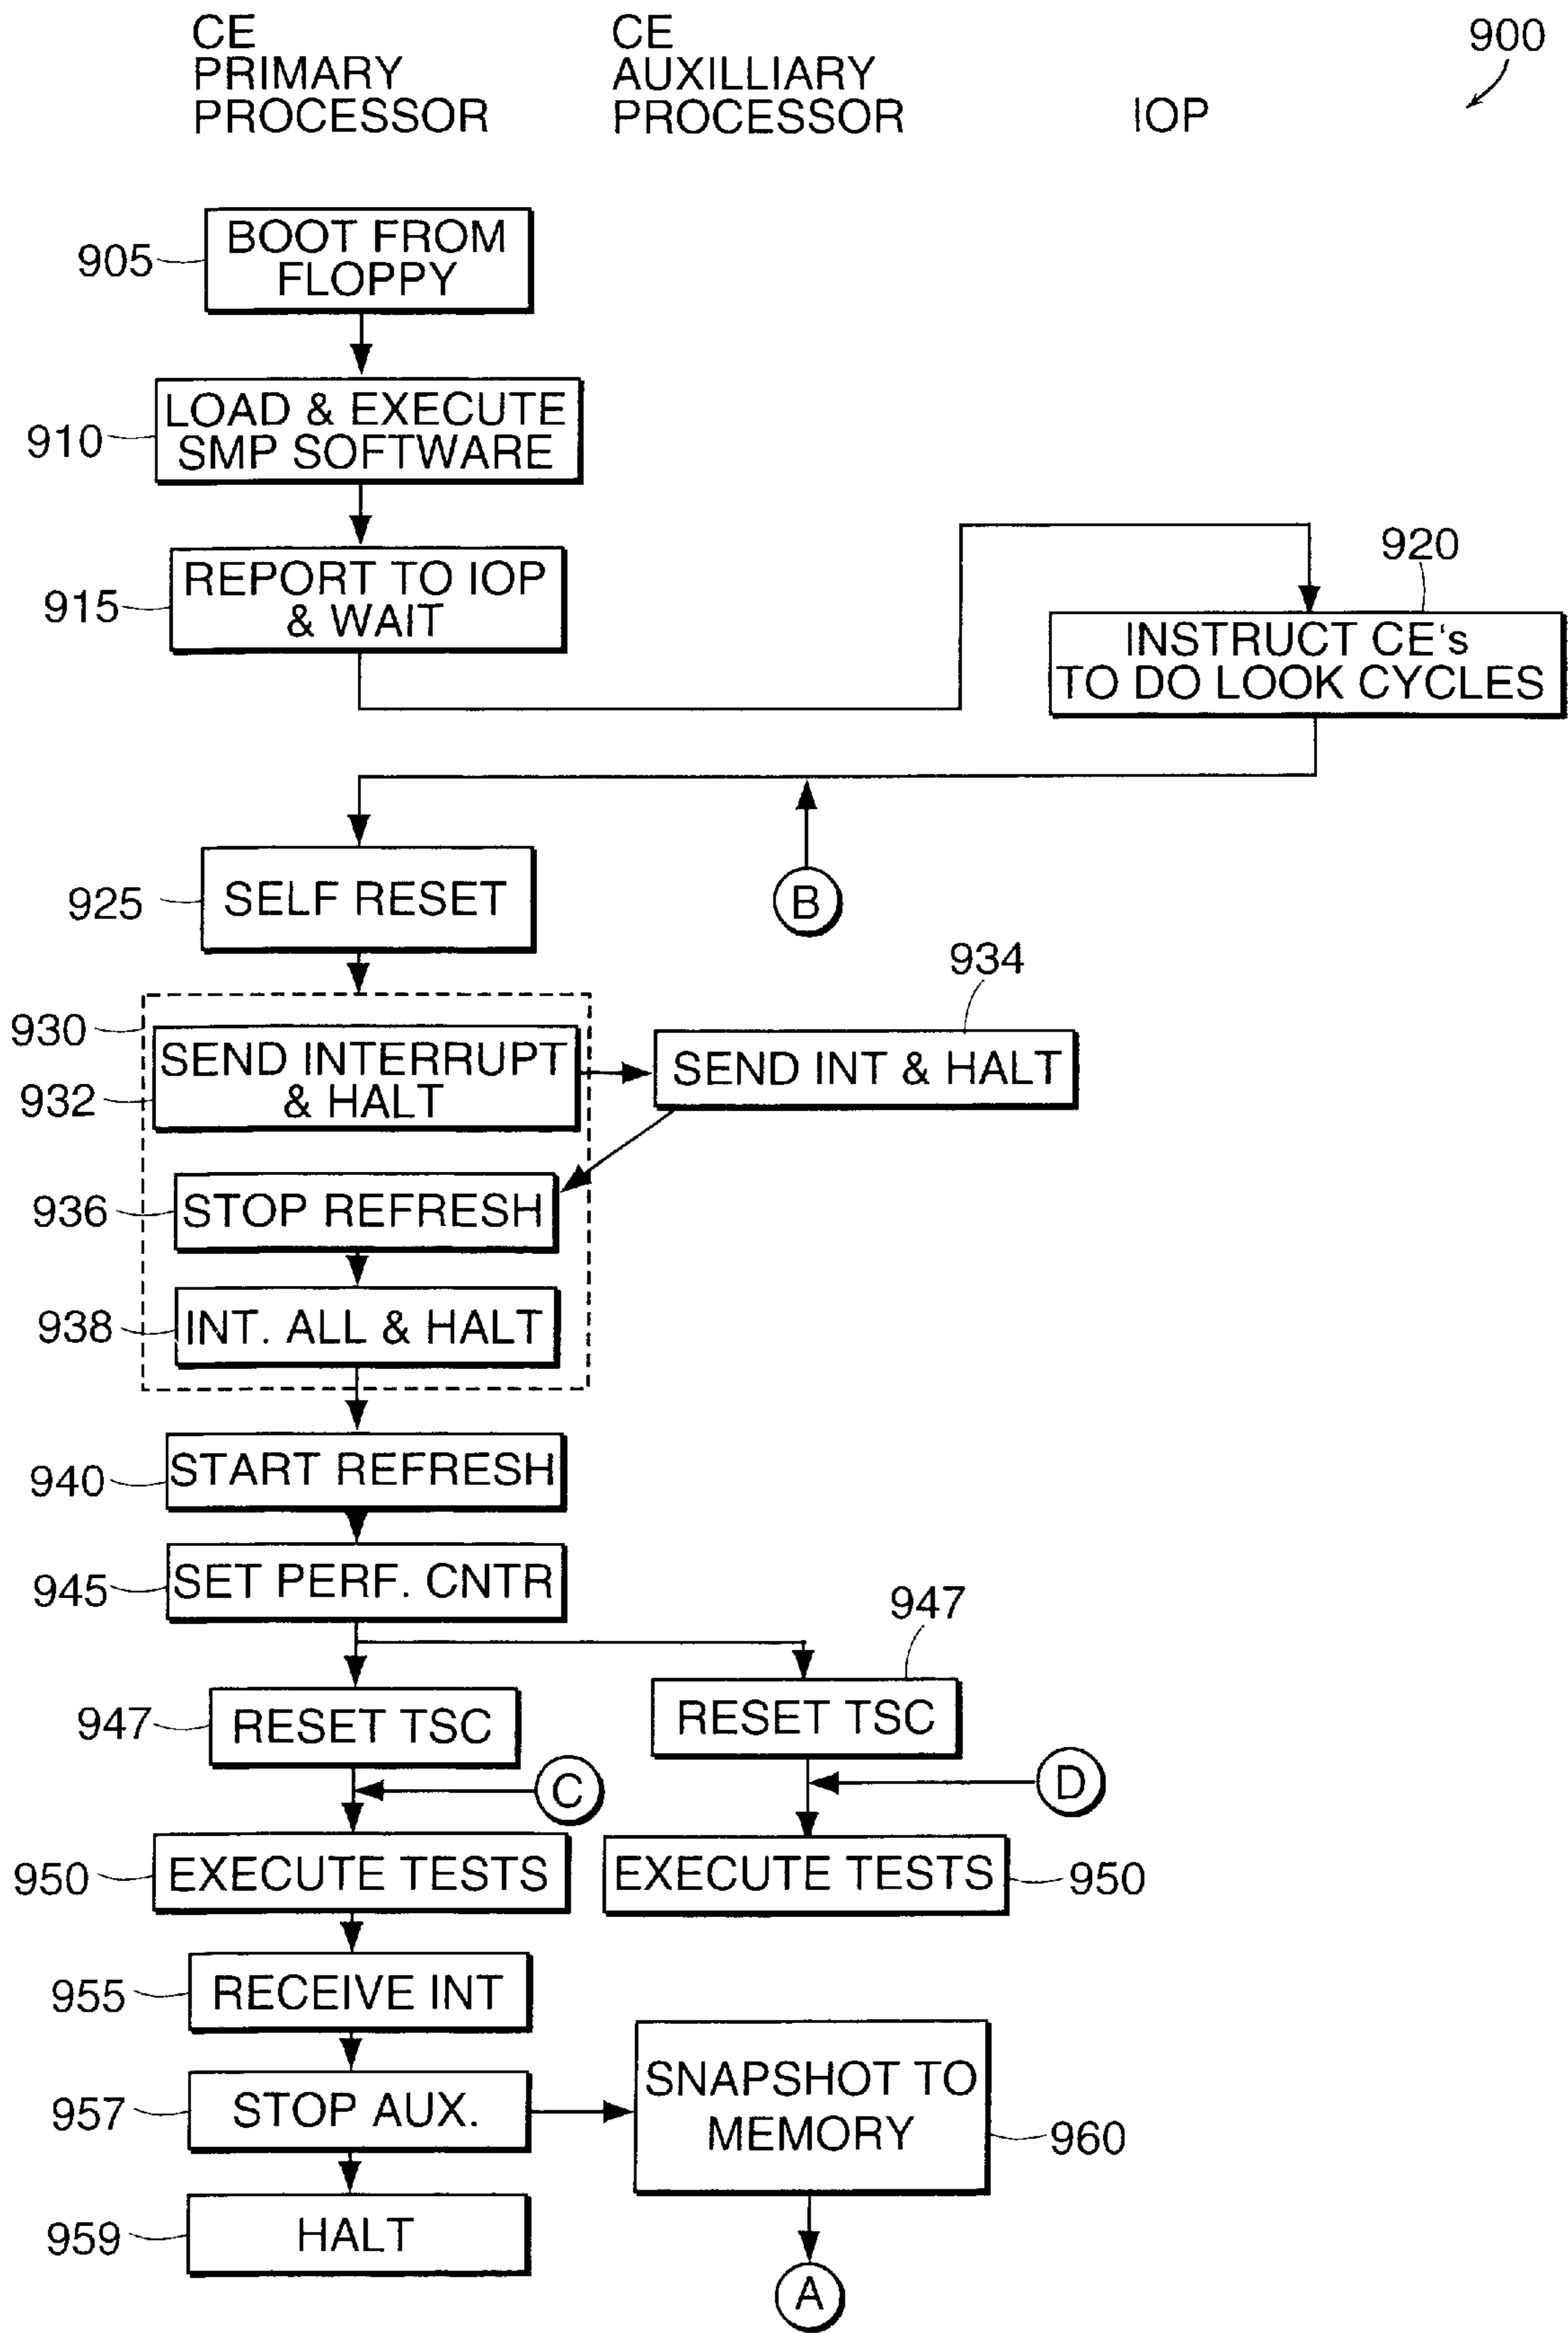 CE
PRIMARY
PROCESSOR
CE
AUXILLIARY
PROCESSOR
IOP
900
905
BOOT FROM
FLOPPY
910
LOAD & EXECUTE
SMP SOFTWARE
915
REPORT TO IOP
& WAIT
920
INSTRUCT CE's
TO DO LOOK CYCLES
925
SELF RESET
B
930
932
SEND INTERRUPT
& HALT
934
SEND INT & HALT
936
STOP REFRESH
938
INT. ALL & HALT
940
START REFRESH
945
SET PERF. CNTR
947
RESET TSC
947
RESET TSC
C
D
950
EXECUTE TESTS
EXECUTE TESTS
950
955
RECEIVE INT
957
STOP AUX.
SNAPSHOT TO
MEMORY
960
959
HALT
A